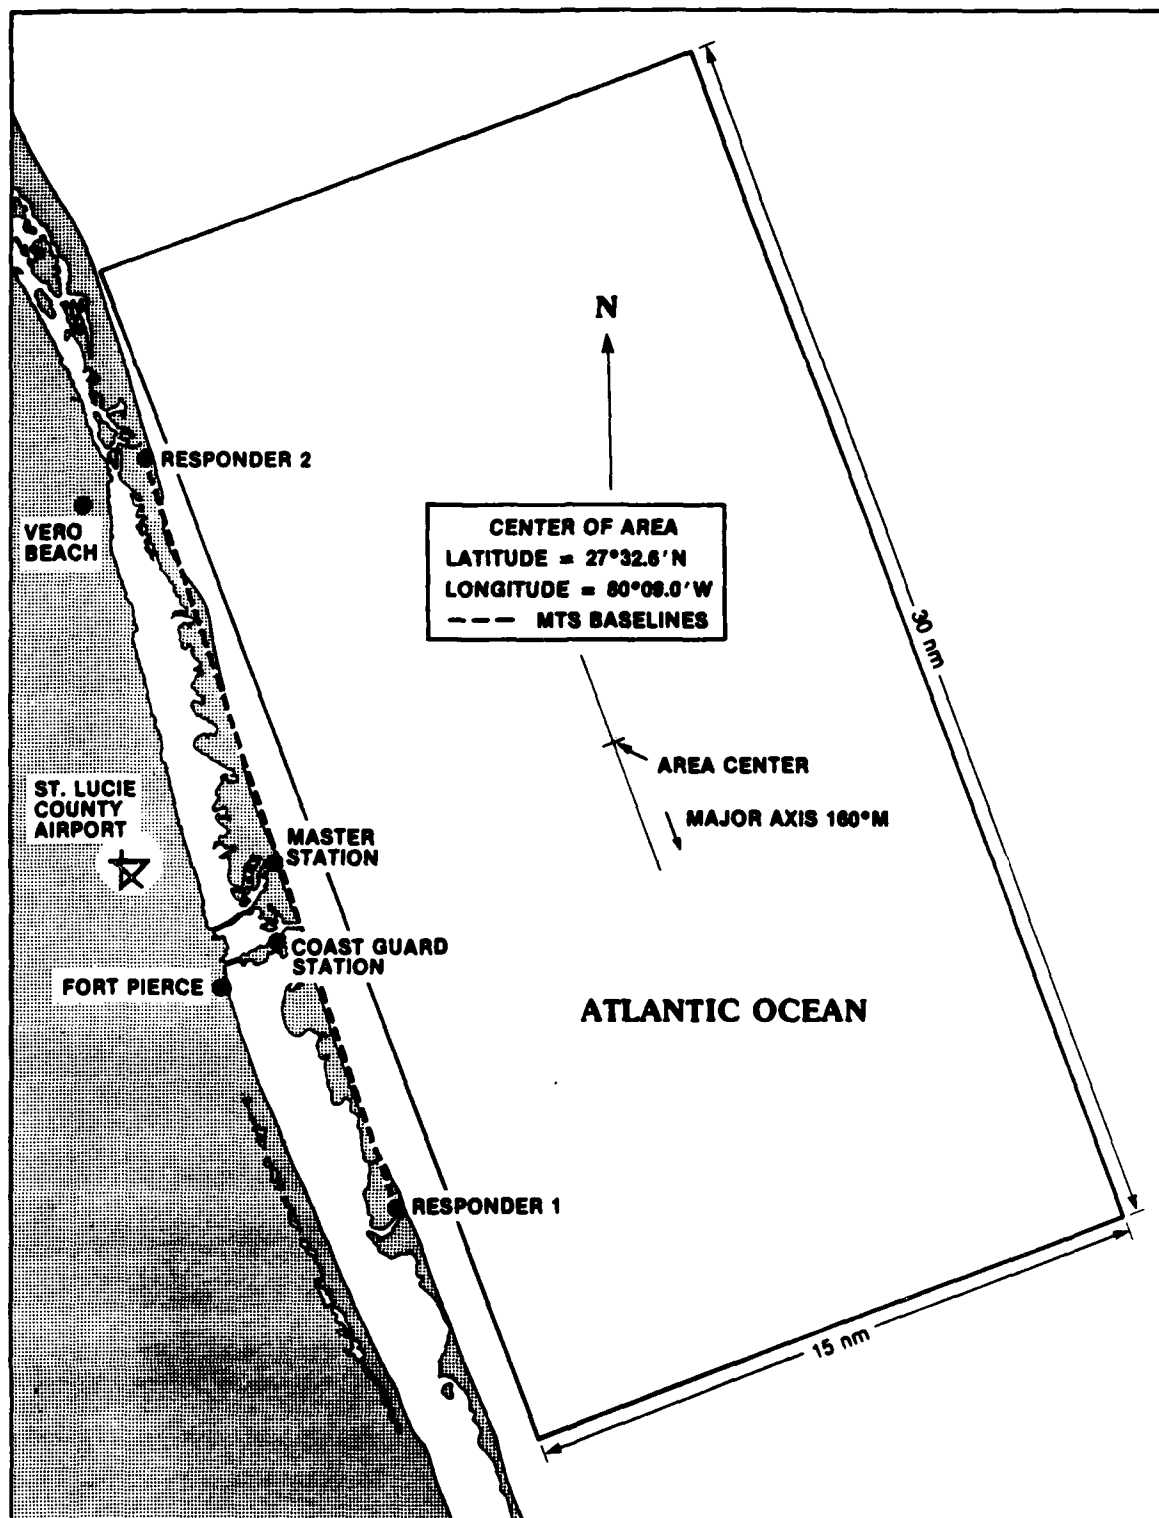 N
RESPONDER 2
VERO
BEACH
CENTER OF AREA
LATITUDE = 27°32.6'N
LONGITUDE = 80°09.0'W
--- MTS BASELINES
30 nm
AREA CENTER
MAJOR AXIS 160°M
ST. LUCIE
COUNTY
AIRPORT
MASTER
STATION
COAST GUARD
STATION
FORT PIERCE
ATLANTIC OCEAN
RESPONDER 1
15 nm